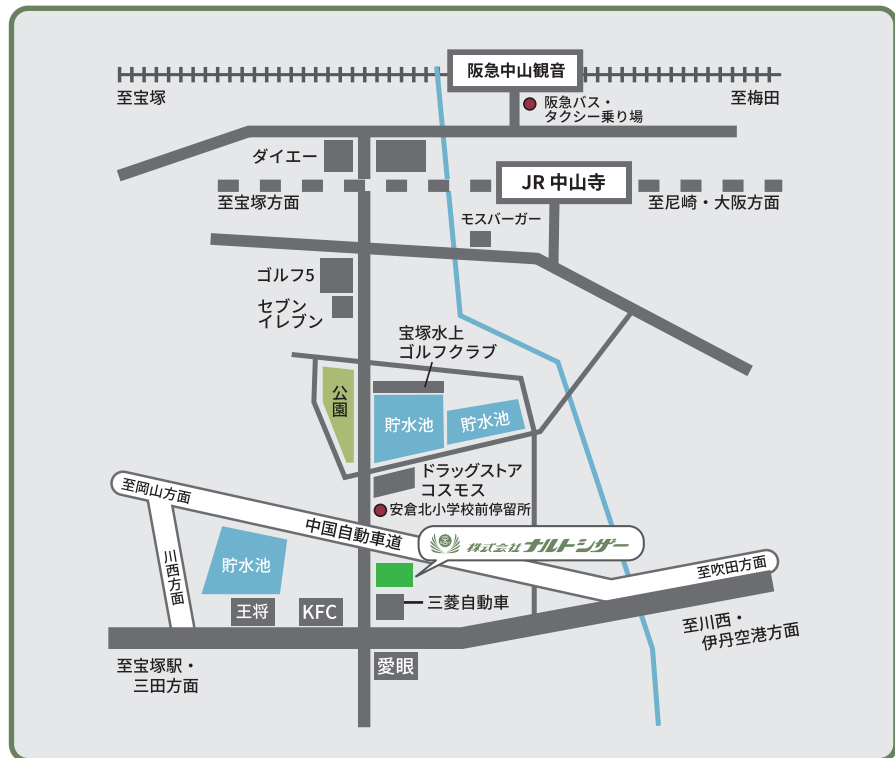 阪急中山観音
至宝塚
至梅田
阪急バス・
タクシー乗り場
ダイエー
JR 中山寺
至宝塚方面
至尼崎・大阪方面
モスバーガー
ゴルフ5
セブン
イレブン
宝塚水上
ゴルフクラブ
公園
貯水池
貯水池
ドラッグストア
コスモス
安倉北小学校前停留所
至岡山方面
中国自動車道
株式会社ナルトシザー
川西方面
貯水池
至吹田方面
王将
KFC
三菱自動車
至川西・
伊丹空港方面
至宝塚駅・
三田方面
愛眼